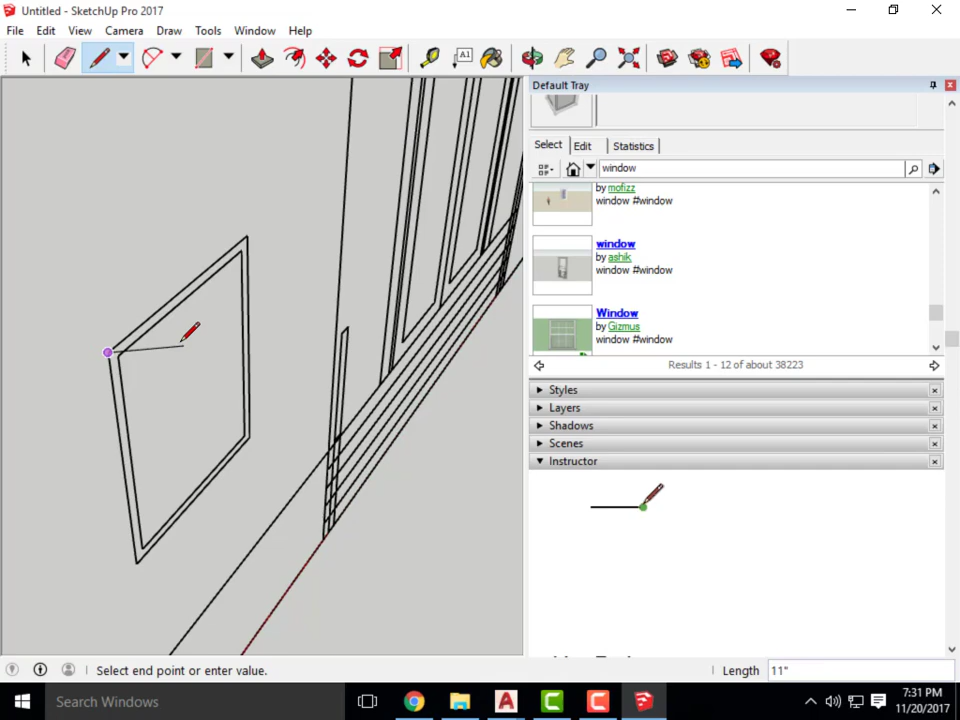 Untitled - SketchUp Pro 2017
File Edit View Camera Draw Tools Window Help
A1
Default Tray
Select Edit Statistics
window
by mofizz
window #window
window
by ashik
window #window
Window
by Gizmus
window #window
Results 1 - 12 of about 38223
Styles
Layers
Shadows
Scenes
Instructor
Select end point or enter value.
Length 11"
Search Windows
7:31 PM
11/20/2017